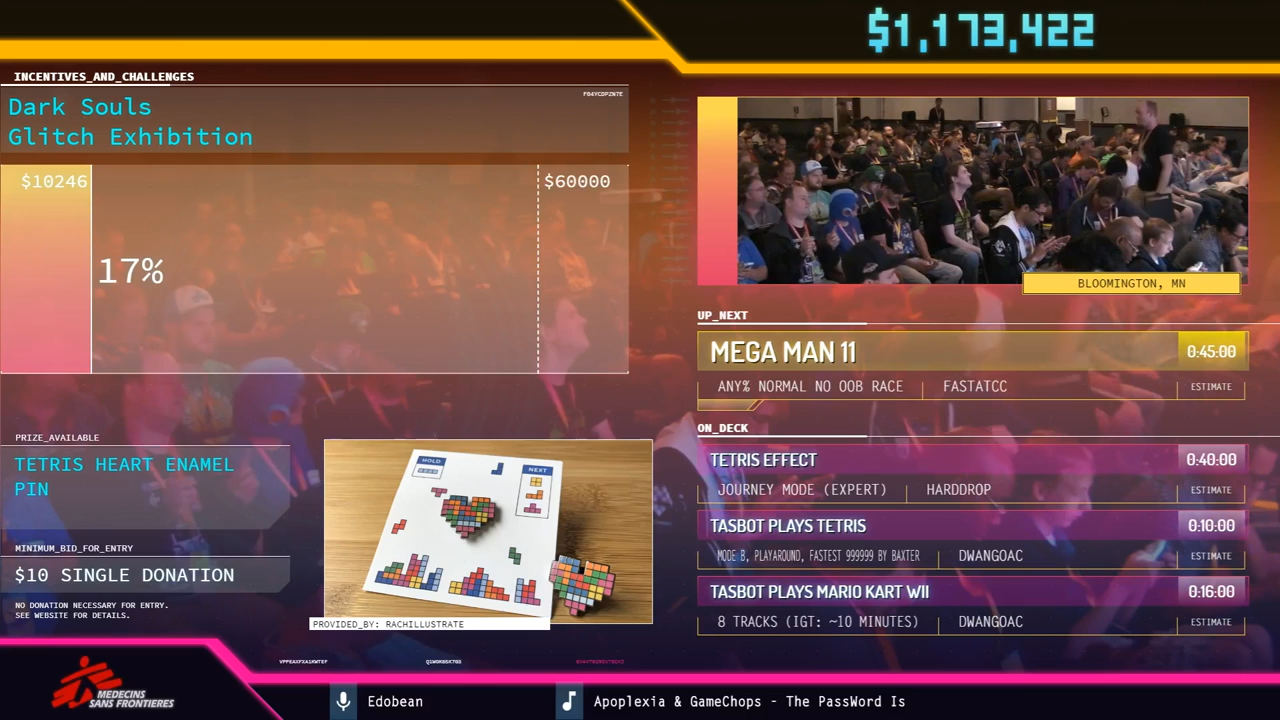 $1,173,422
INCENTIVES_AND_CHALLENGES
Dark Souls
Glitch Exhibition
$10246
$60000
17%
BLOOMINGTON, MN
UP_NEXT
MEGA MAN 11
0:45:00
ANY% NORMAL NO OOB RACE
FASTATCC
ESTIMATE
ON_DECK
TETRIS EFFECT
0:40:00
JOURNEY MODE (EXPERT)
HARDDROP
ESTIMATE
TASBOT PLAYS TETRIS
0:10:00
MODE B, PLAYAROUND, FASTEST 999999 BY BAXTER
DWANGOAC
ESTIMATE
TASBOT PLAYS MARIO KART WII
0:16:00
8 TRACKS (IGT: ~10 MINUTES)
DWANGOAC
ESTIMATE
PRIZE_AVAILABLE
TETRIS HEART ENAMEL
PIN
MINIMUM_BID_FOR_ENTRY
$10 SINGLE DONATION
NO DONATION NECESSARY FOR ENTRY.
SEE WEBSITE FOR DETAILS.
HOLD
NEXT
PROVIDED_BY: RACHILLUSTRATE
MEDECINS
SANS FRONTIERES
Edobean
Apoplexia & GameChops - The PassWord Is